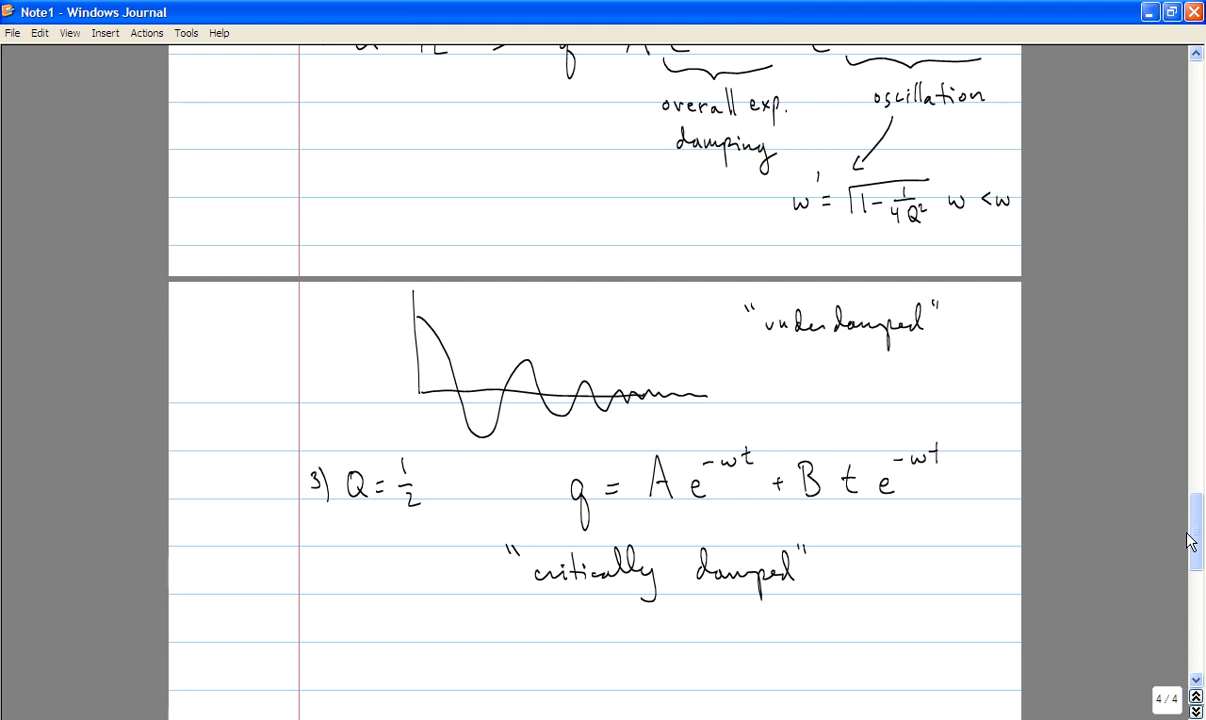 Note1 - Windows Journal
File Edit View Insert Actions Tools Help
overall exp. damping
oscillation
ω' = √(1 - 1/4Q²) ω < ω
"underdamped"
3) Q = 1/2 q = A e^{-ωt} + B t e^{-ωt}
"critically damped"
4 / 4